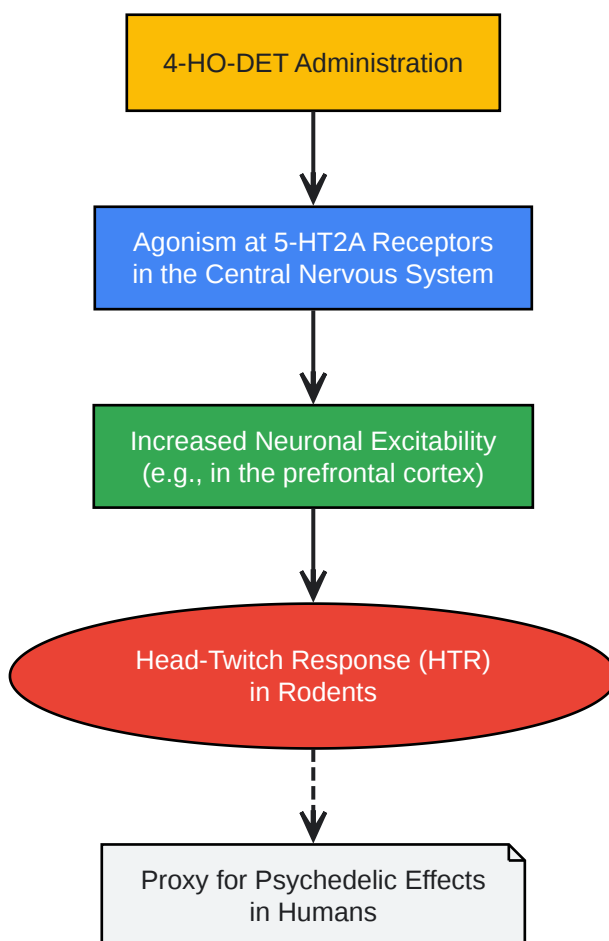 4-HO-DET Administration
Agonism at 5-HT2A Receptors
in the Central Nervous System
Increased Neuronal Excitability
(e.g., in the prefrontal cortex)
Head-Twitch Response (HTR)
in Rodents
Proxy for Psychedelic Effects
in Humans